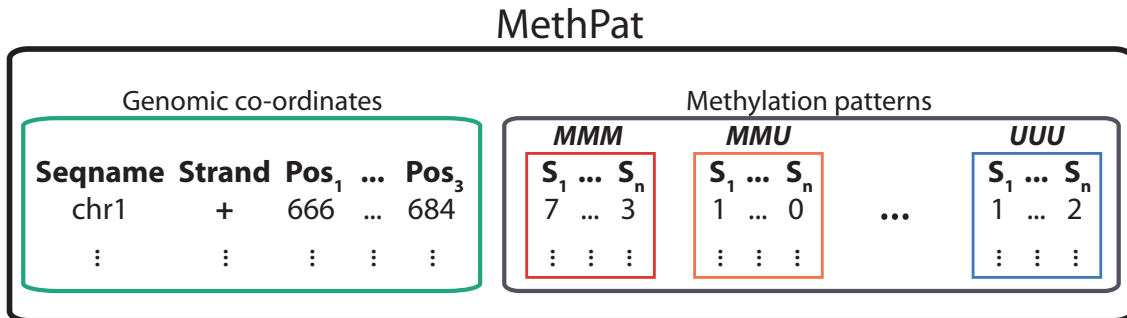 MethPat
Genomic co-ordinates Methylation patterns
MMM MMU UUU
Seqname Strand Pos1 ... Pos3 S1 ... Sn S1 ... Sn S1 ... Sn
chr1 + 666 ... 684 7 ... 3 1 ... 0 ... 1 ... 2
⋮ ⋮ ⋮ ⋮ ⋮ ⋮ ⋮ ⋮ ⋮ ⋮ ⋮ ⋮ ⋮ ⋮